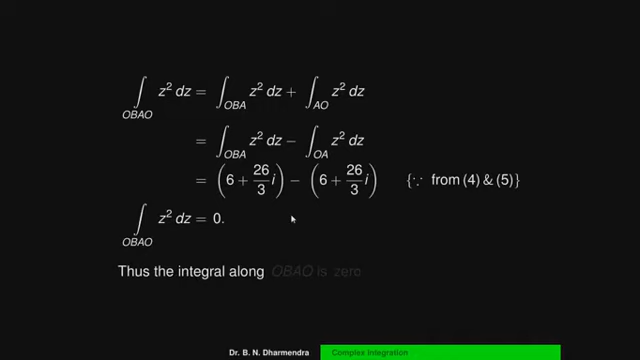 ∫_{OBAO} z² dz = ∫_{OBA} z² dz + ∫_{AO} z² dz
= ∫_{OBA} z² dz − ∫_{OA} z² dz
= (6 + 26/3 i) − (6 + 26/3 i) {∵ from (4) & (5)}
∫_{OBAO} z² dz = 0.
Thus the integral along OBAO is zero
Dr. B. N. Dharmendra Complex Integration